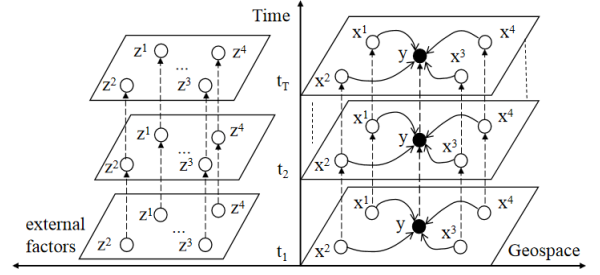 Time
z¹ z⁴
...
z² z³
x¹ y x⁴
x² x³
t_T
z¹ z⁴
...
z² z³
x¹ y x⁴
x² x³
t₂
external
factors
z¹ z⁴
...
z² z³
x¹ y x⁴
x² x³
t₁
Geospace